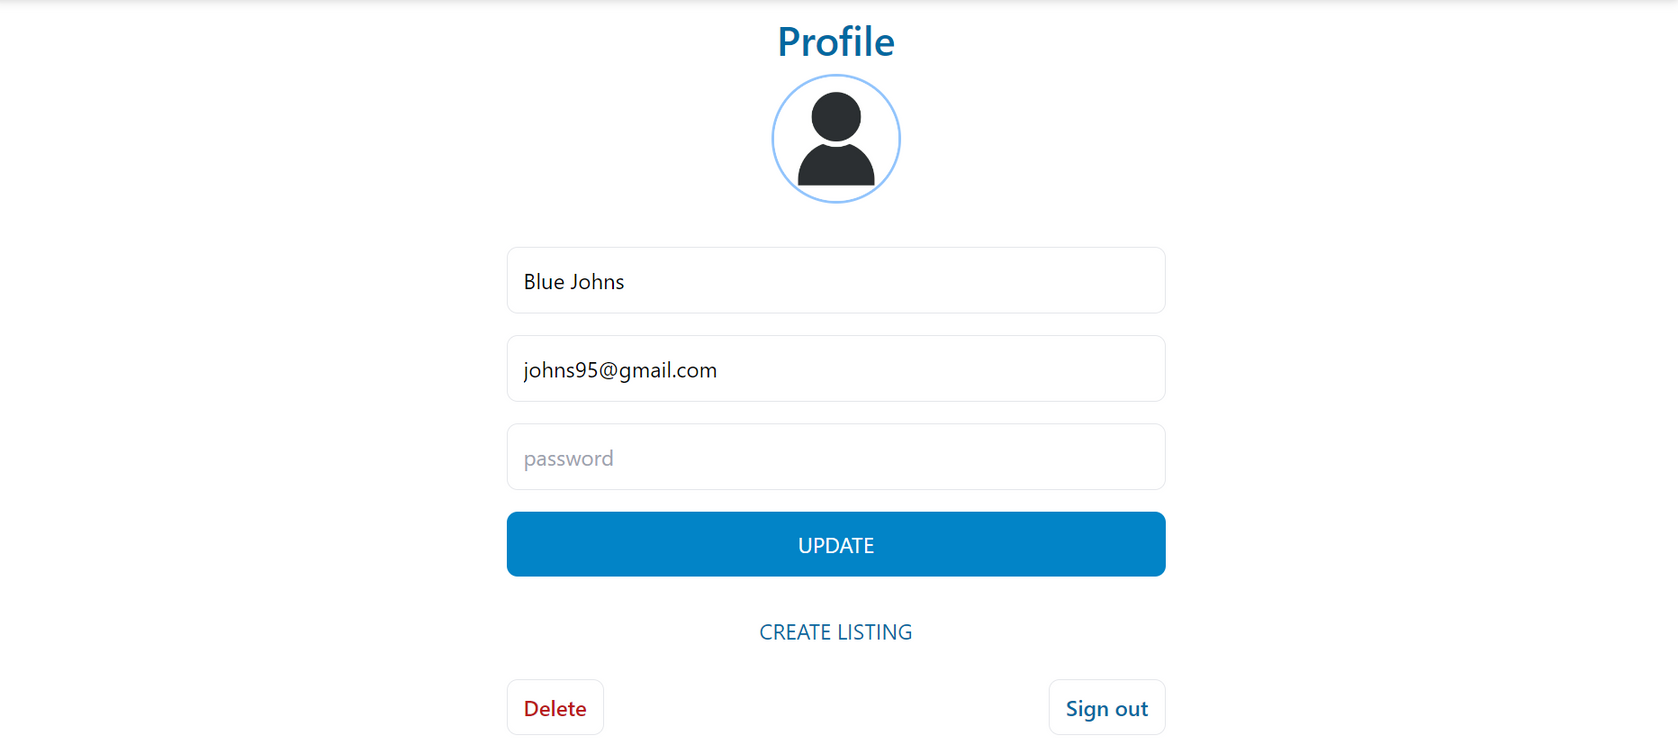 Profile
Blue Johns
johns95@gmail.com
password
UPDATE
CREATE LISTING
Delete
Sign out